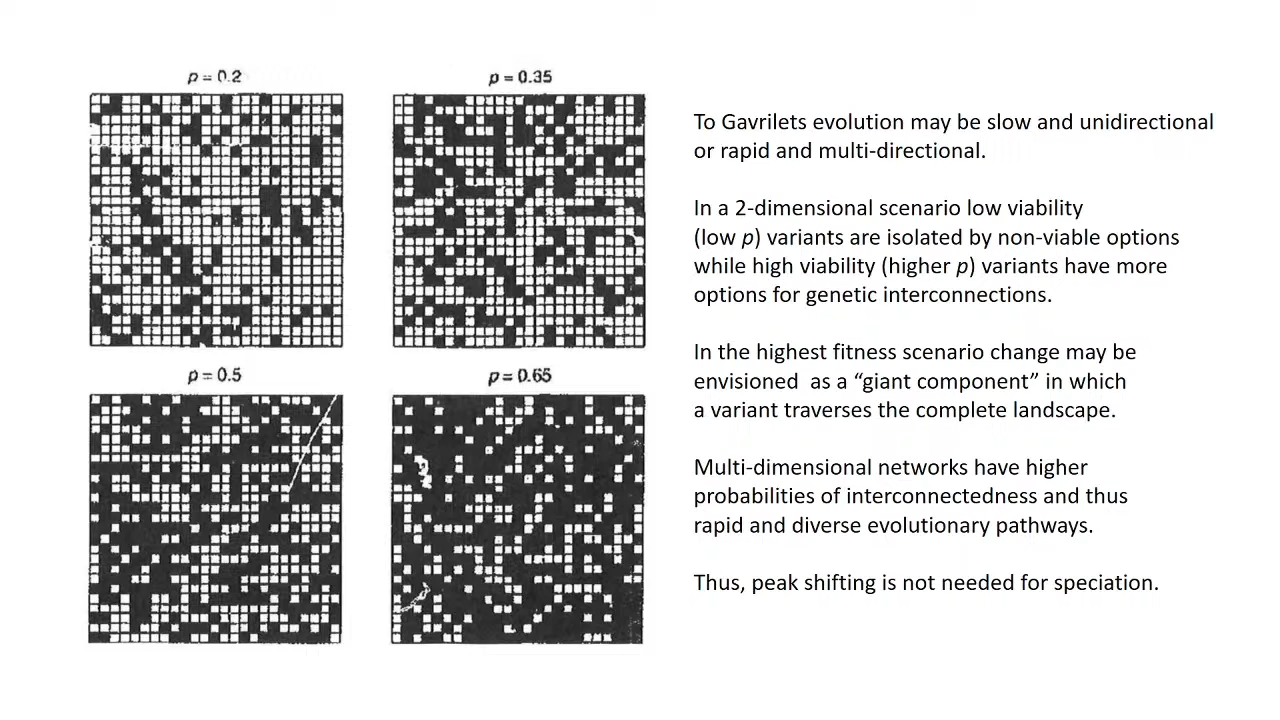 p = 0.2
p = 0.35
p = 0.5
p = 0.65
To Gavrilets evolution may be slow and unidirectional
or rapid and multi-directional.
In a 2-dimensional scenario low viability
(low p) variants are isolated by non-viable options
while high viability (higher p) variants have more
options for genetic interconnections.
In the highest fitness scenario change may be
envisioned  as a “giant component” in which
a variant traverses the complete landscape.
Multi-dimensional networks have higher
probabilities of interconnectedness and thus
rapid and diverse evolutionary pathways.
Thus, peak shifting is not needed for speciation.